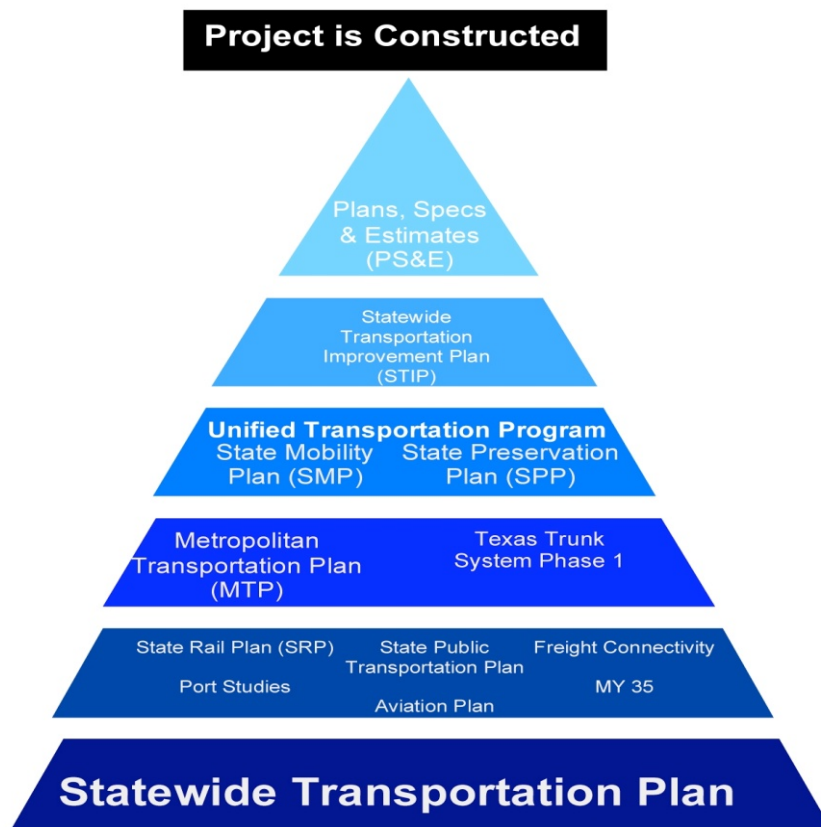 Project is Constructed
Plans, Specs
& Estimates
(PS&E)
Statewide
Transportation
Improvement Plan
(STIP)
Unified Transportation Program
State Mobility
Plan (SMP)
State Preservation
Plan (SPP)
Metropolitan
Transportation Plan
(MTP)
Texas Trunk
System Phase 1
State Rail Plan (SRP)
Port Studies
State Public
Transportation Plan
Aviation Plan
Freight Connectivity
MY 35
Statewide Transportation Plan